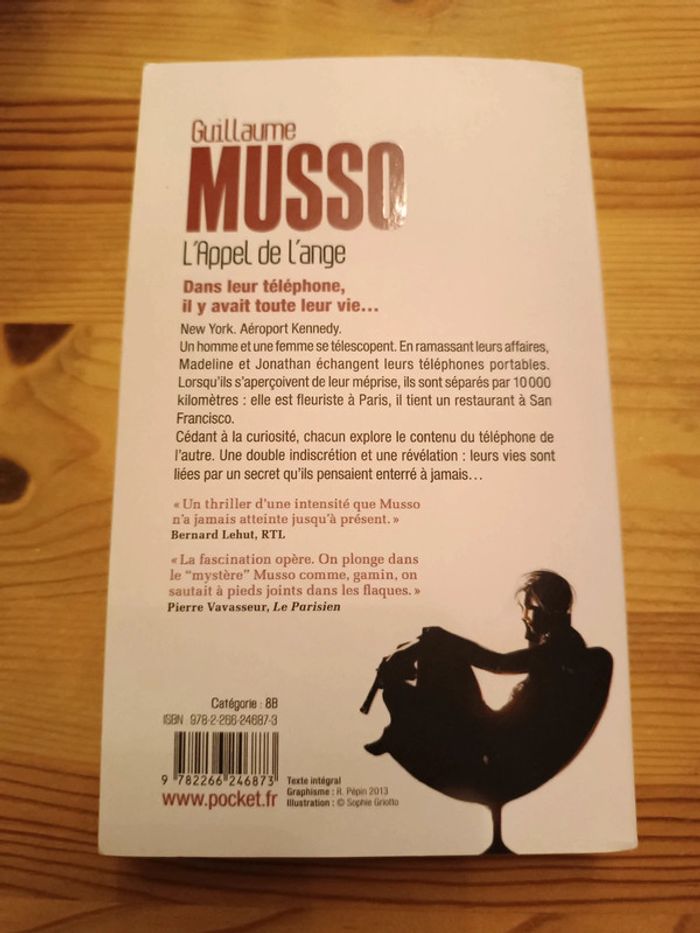 Guillaume
MUSSO
L'Appel de l'ange
Dans leur téléphone,
il y avait toute leur vie...
New York. Aéroport Kennedy.
Un homme et une femme se télescopent. En ramassant leurs affaires,
Madeline et Jonathan échangent leurs téléphones portables.
Lorsqu'ils s'aperçoivent de leur méprise, ils sont séparés par 10 000
kilomètres : elle est fleuriste à Paris, il tient un restaurant à San
Francisco.
Cédant à la curiosité, chacun explore le contenu du téléphone de
l'autre. Une double indiscrétion et une révélation : leurs vies sont
liées par un secret qu'ils pensaient enterré à jamais...
« Un thriller d'une intensité que Musso
n'a jamais atteinte jusqu'à présent. »
Bernard Lehut, RTL
« La fascination opère. On plonge dans
le "mystère" Musso comme, gamin, on
sautait à pieds joints dans les flaques. »
Pierre Vavasseur, Le Parisien
Catégorie : 8B
ISBN 978-2-266-24687-3
9 782266 246873
www.pocket.fr
Texte intégral
Graphisme : R. Pépin 2013
Illustration : © Sophie Griotto